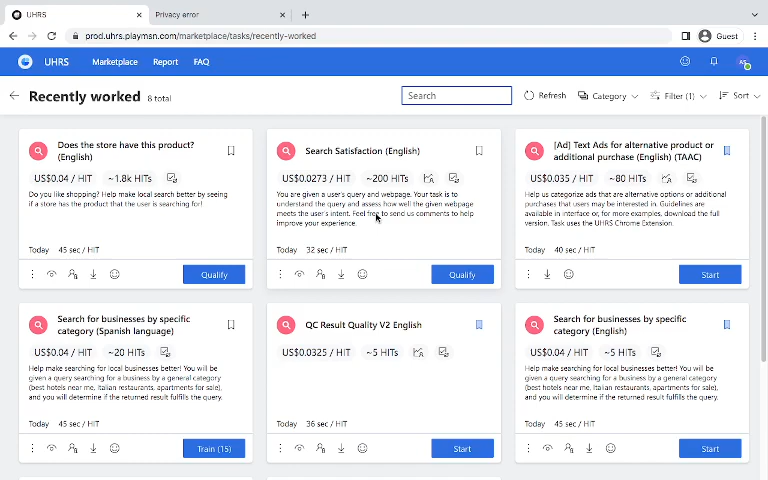 UHRS
Privacy error
prod.uhrs.playmsn.com/marketplace/tasks/recently-worked
Guest
UHRS
Marketplace
Report
FAQ
Recently worked
8 total
Search
Refresh
Category
Filter (1)
Sort
Does the store have this product?
(English)
US$0.04 / HIT
~1.8k HITs
Do you like shopping? Help make local search better by seeing
if a store has the product that the user is searching for!
Today
45 sec / HIT
Qualify
Search Satisfaction (English)
US$0.0273 / HIT
~200 HITs
You are given a user's query and webpage. Your task is to
understand the query and assess how well the given webpage
meets the user's intent. Feel free to send us comments to help
improve your experience.
Today
32 sec / HIT
Qualify
[Ad] Text Ads for alternative product or
additional purchase (English) (TAAC)
US$0.035 / HIT
~80 HITs
Help us categorize ads that are alternative options or additional
purchases that users may be interested in. Guidelines are
available in interface or, for more examples, download the full
version. Task uses the UHRS Chrome Extension.
Today
40 sec / HIT
Start
Search for businesses by specific
category (Spanish language)
US$0.04 / HIT
~20 HITs
Help make searching for local businesses better! You will be
given a query searching for a business by a general category
(best hotels near me, Italian restaurants, apartments for sale),
and you will determine if the returned result fulfills the query.
Today
45 sec / HIT
Train (15)
QC Result Quality V2 English
US$0.0325 / HIT
~5 HITs
Today
36 sec / HIT
Start
Search for businesses by specific
category (English)
US$0.04 / HIT
~5 HITs
Help make searching for local businesses better! You will be
given a query searching for a business by a general category
(best hotels near me, Italian restaurants, apartments for sale),
and you will determine if the returned result fulfills the query.
Today
45 sec / HIT
Start